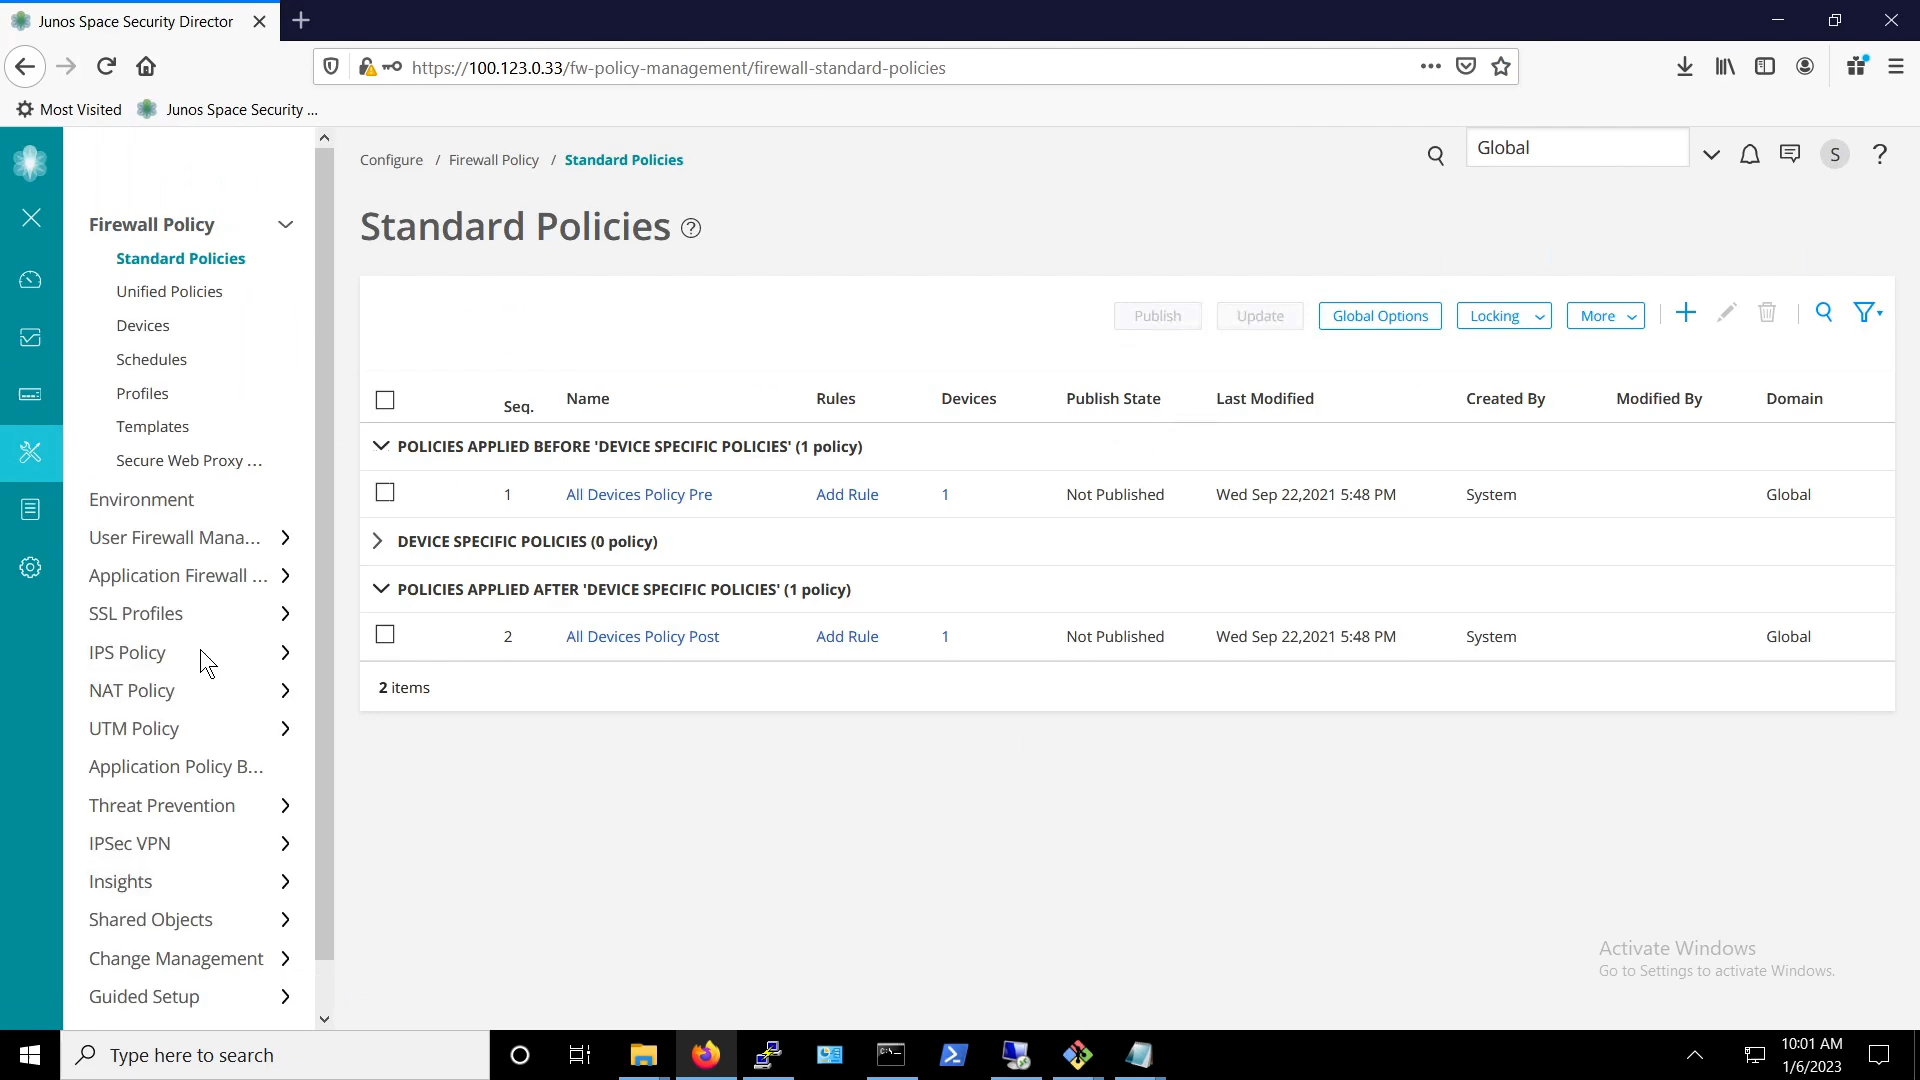 Junos Space Security Director
https://100.123.0.33/fw-policy-management/firewall-standard-policies
Most Visited
Junos Space Security ...
Configure / Firewall Policy / Standard Policies
Global
S
?
Standard Policies ?
Firewall Policy
Standard Policies
Unified Policies
Devices
Schedules
Profiles
Templates
Secure Web Proxy ...
Environment
User Firewall Mana...
Application Firewall ...
SSL Profiles
IPS Policy
NAT Policy
UTM Policy
Application Policy B...
Threat Prevention
IPSec VPN
Insights
Shared Objects
Change Management
Guided Setup
Publish
Update
Global Options
Locking
More
Seq. Name Rules Devices Publish State Last Modified Created By Modified By Domain
POLICIES APPLIED BEFORE 'DEVICE SPECIFIC POLICIES' (1 policy)
1 All Devices Policy Pre Add Rule 1 Not Published Wed Sep 22,2021 5:48 PM System Global
DEVICE SPECIFIC POLICIES (0 policy)
POLICIES APPLIED AFTER 'DEVICE SPECIFIC POLICIES' (1 policy)
2 All Devices Policy Post Add Rule 1 Not Published Wed Sep 22,2021 5:48 PM System Global
2 items
Activate Windows
Go to Settings to activate Windows.
Type here to search
10:01 AM
1/6/2023